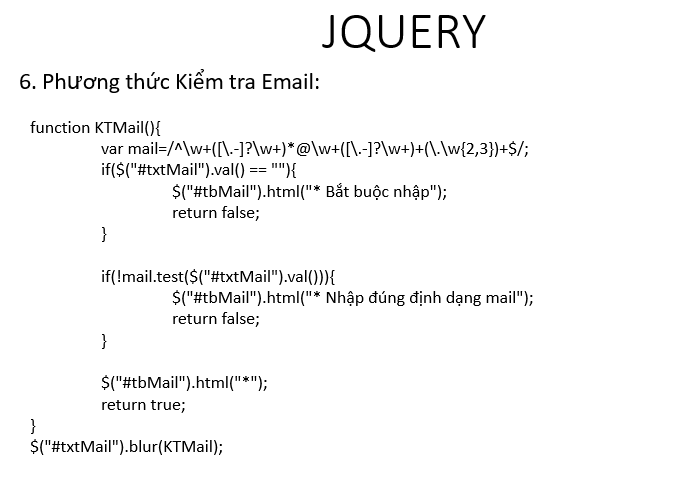 JQUERY
6. Phương thức Kiểm tra Email:
function KTMail(){
var mail=/^\w+([\.-]?\w+)*@\w+([\.-]?\w+)+(\.\w{2,3})+$/;
if($("#txtMail").val() == ""){
$("#tbMail").html("* Bắt buộc nhập");
return false;
}
if(!mail.test($("#txtMail").val())){
$("#tbMail").html("* Nhập đúng định dạng mail");
return false;
}
$("#tbMail").html("*");
return true;
}
$("#txtMail").blur(KTMail);